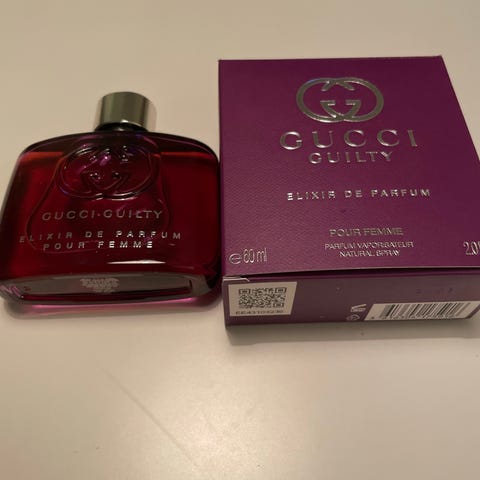 GUCCI GUILTY
ELIXIR DE PARFUM
POUR FEMME
GUCCI
GUILTY
ELIXIR DE PARFUM
POUR FEMME
PARFUM VAPORISATEUR
NATURAL SPRAY
e60 ml